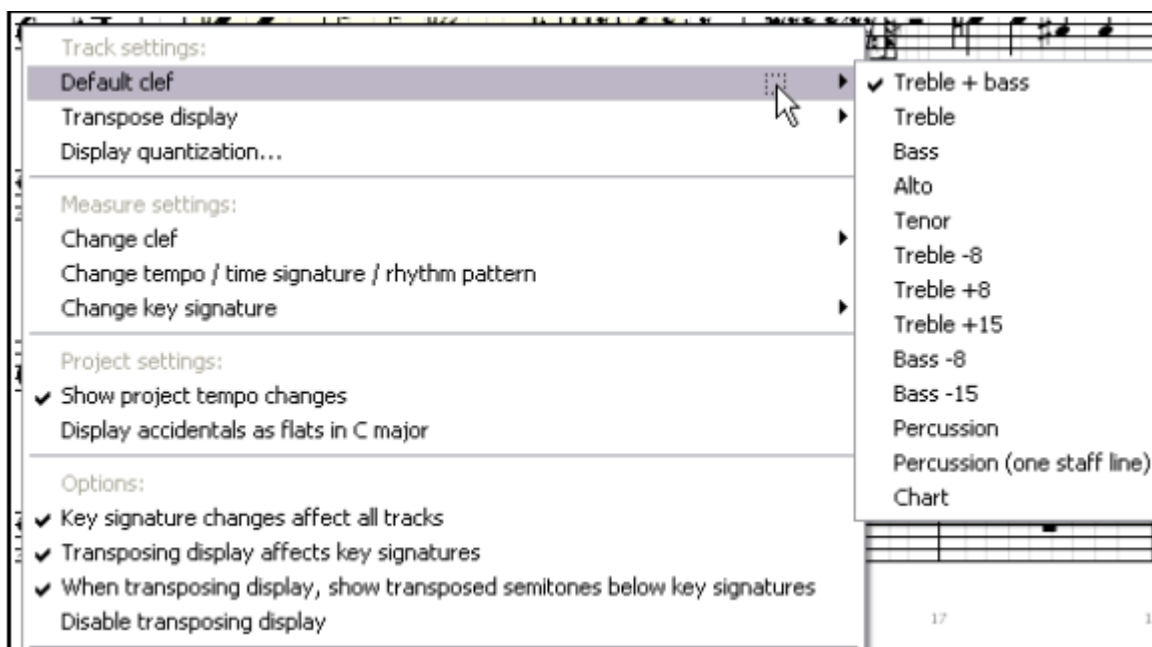 Track settings:
Default clef
Transpose display
Display quantization...
Measure settings:
Change clef
Change tempo / time signature / rhythm pattern
Change key signature
Project settings:
Show project tempo changes
Display accidentals as flats in C major
Options:
Key signature changes affect all tracks
Transposing display affects key signatures
When transposing display, show transposed semitones below key signatures
Disable transposing display
Treble + bass
Treble
Bass
Alto
Tenor
Treble -8
Treble +8
Treble +15
Bass -8
Bass -15
Percussion
Percussion (one staff line)
Chart
17